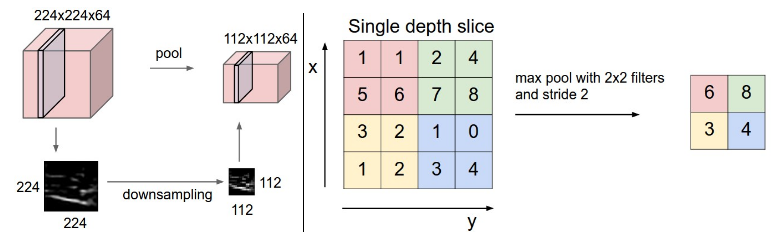 224x224x64
pool
112x112x64
224
downsampling
112
224
112
Single depth slice
x
1 1 2 4
5 6 7 8
3 2 1 0
1 2 3 4
y
max pool with 2x2 filters
and stride 2
6 8
3 4